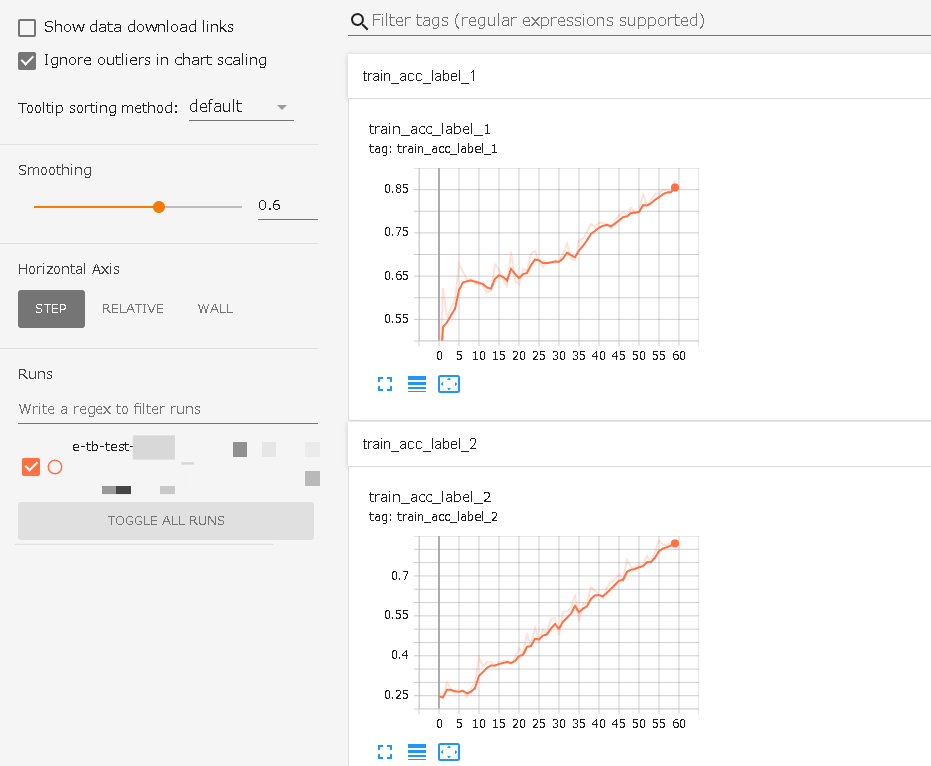 Show data download links
Ignore outliers in chart scaling
Tooltip sorting method: default
Smoothing
0.6
Horizontal Axis
STEP RELATIVE WALL
Runs
Write a regex to filter runs
e-tb-test-
TOGGLE ALL RUNS
Filter tags (regular expressions supported)
train_acc_label_1
train_acc_label_1
tag: train_acc_label_1
0.85
0.75
0.65
0.55
0 5 10 15 20 25 30 35 40 45 50 55 60
train_acc_label_2
train_acc_label_2
tag: train_acc_label_2
0.7
0.55
0.4
0.25
0 5 10 15 20 25 30 35 40 45 50 55 60